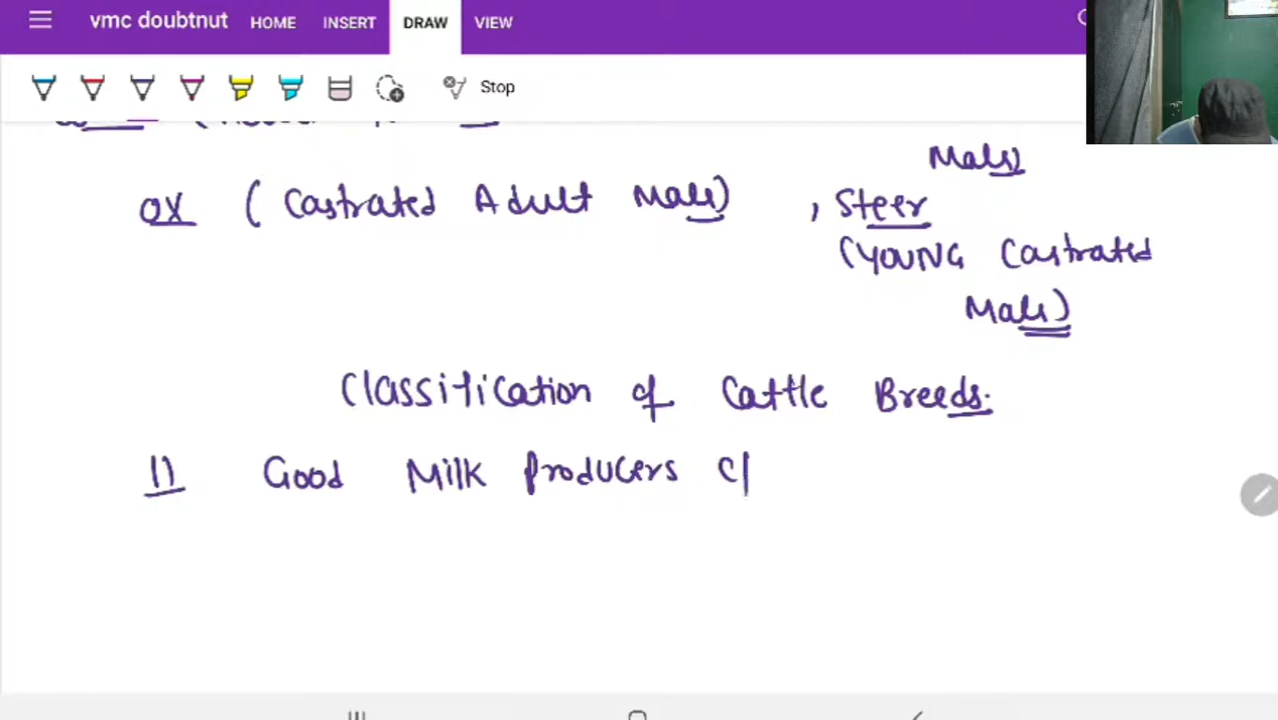 vmc doubtnut HOME INSERT DRAW VIEW
Stop
Male)
OX ( Castrated Adult Male) , Steer
(YOUNG Castrated
Male)
Classification of Cattle Breeds.
1) Good Milk Producers